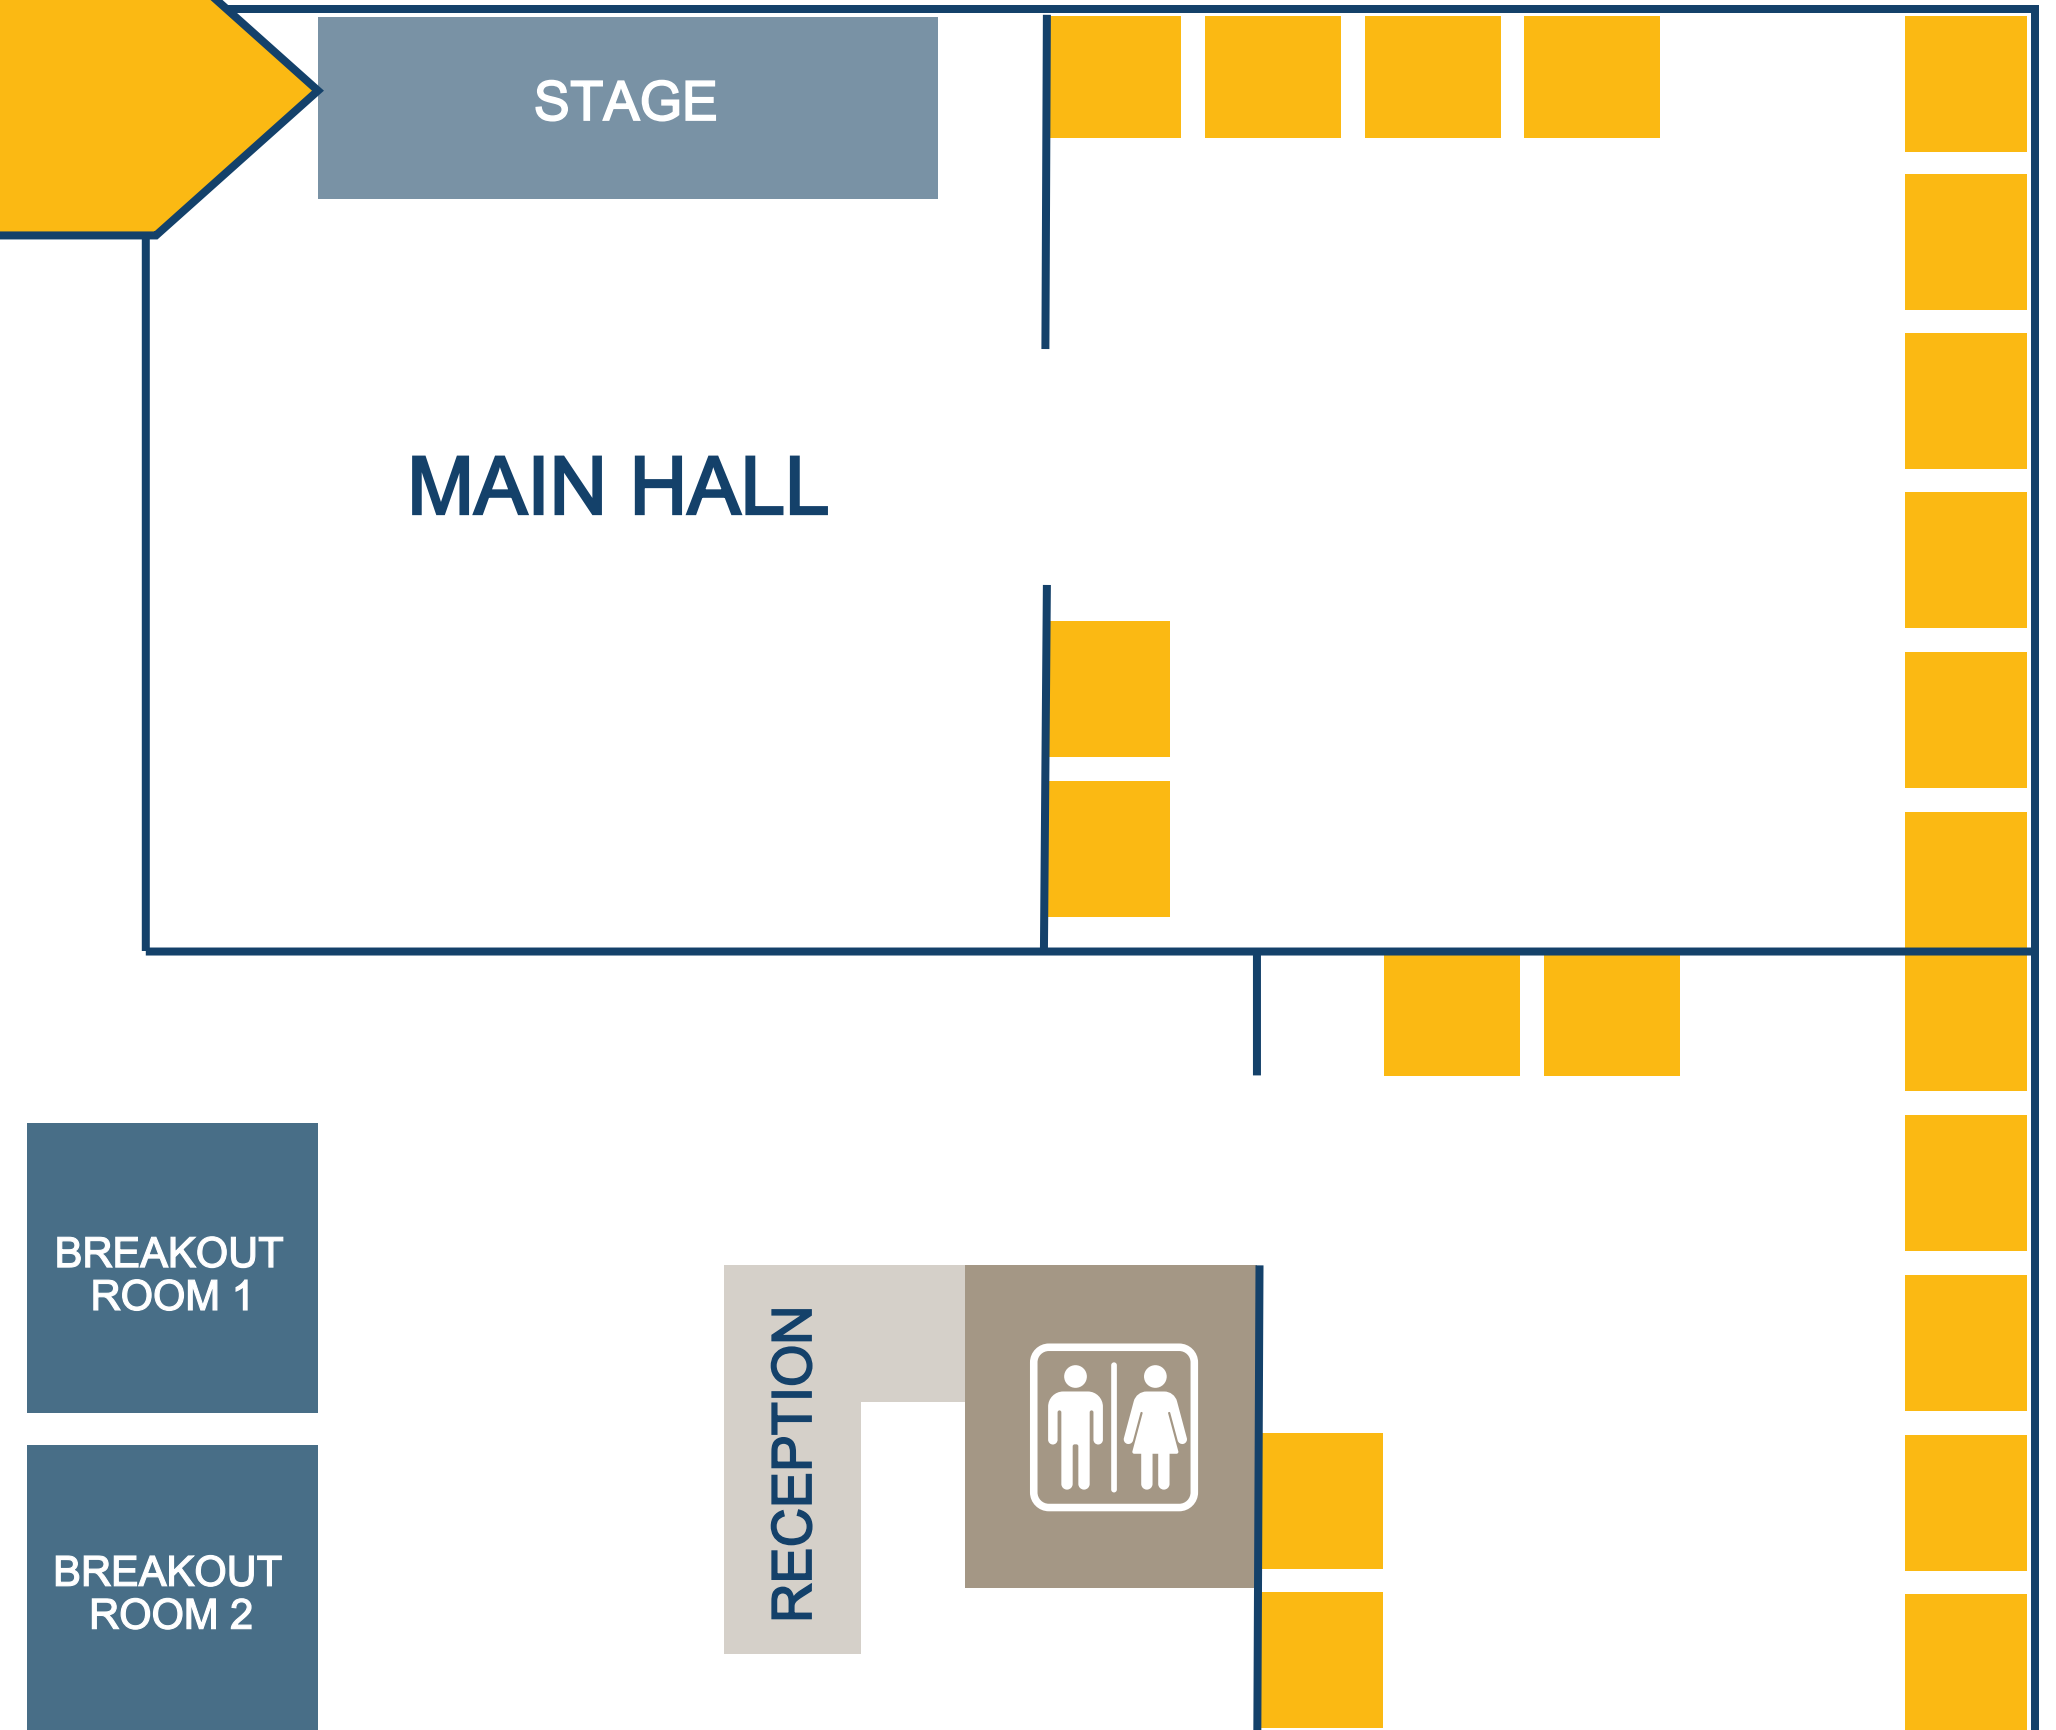 STAGE
MAIN HALL
BREAKOUT
ROOM 1
RECEPTION
BREAKOUT
ROOM 2